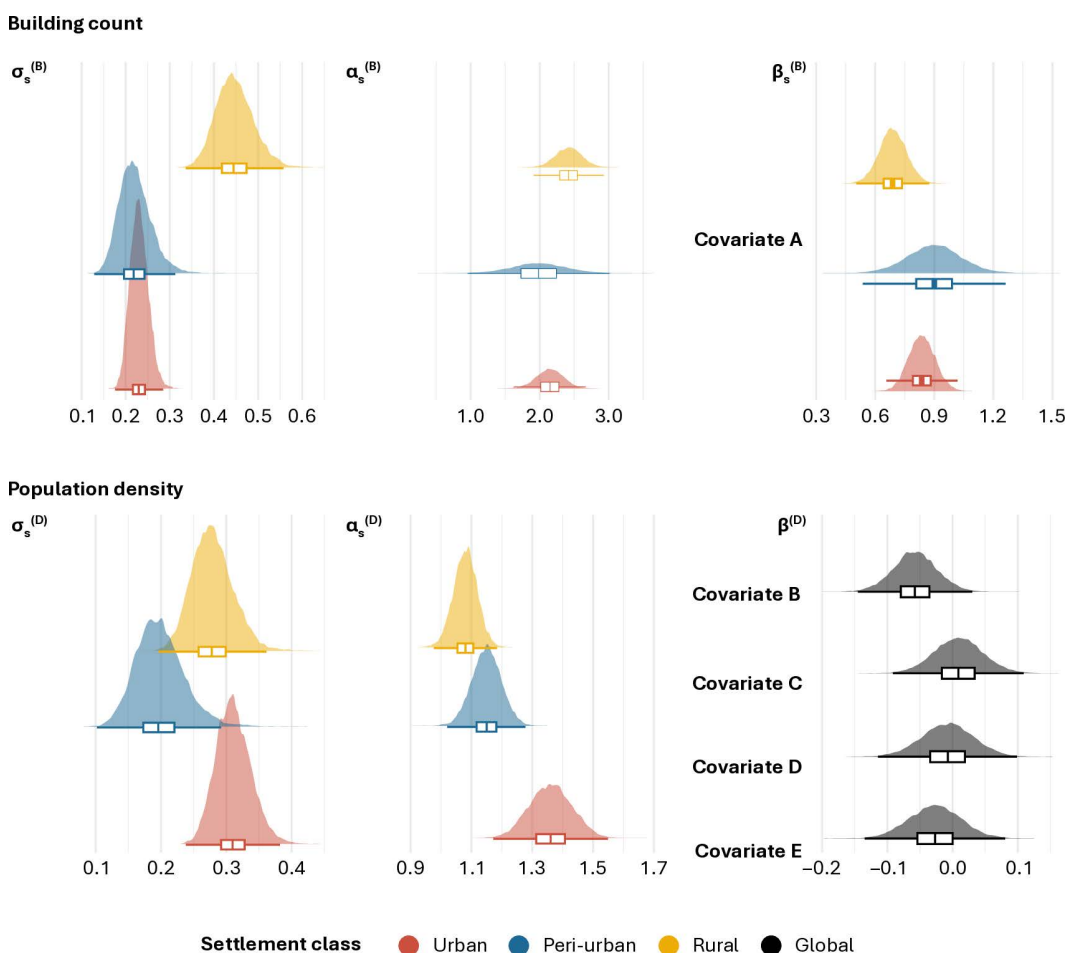 Building count
σₛ⁽ᴮ⁾ αₛ⁽ᴮ⁾ βₛ⁽ᴮ⁾
Covariate A
0.1 0.2 0.3 0.4 0.5 0.6 1.0 2.0 3.0 0.3 0.6 0.9 1.2 1.5
Population density
σₛ⁽ᴰ⁾ αₛ⁽ᴰ⁾ β⁽ᴰ⁾
Covariate B
Covariate C
Covariate D
Covariate E
0.1 0.2 0.3 0.4 0.9 1.1 1.3 1.5 1.7 −0.2 −0.1 0.0 0.1
Settlement class Urban Peri-urban Rural Global